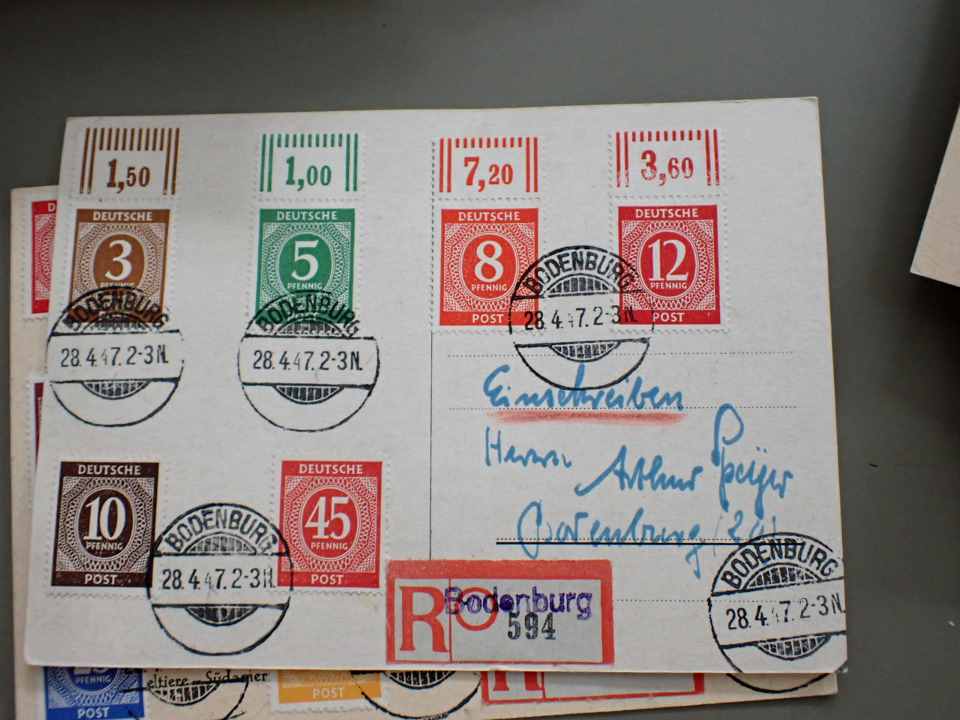 1,50
1,00
7,20
3,60
DEUTSCHE
3
PFENNIG
DEUTSCHE
5
PFENNIG
DEUTSCHE
8
PFENNIG
POST
DEUTSCHE
12
PFENNIG
POST
BODENBURG
28.4.47.2-3N.
BODENBURG
28.4.47.2-3N.
BODENBURG
28.4.47.2-3N.
Einschreiben
Herrn Arthur
Bodenburg
DEUTSCHE
10
PFENNIG
POST
DEUTSCHE
45
PFENNIG
POST
BODENBURG
28.4.47.2-3N.
BODENBURG
28.4.47.2-3N.
R
Bodenburg
594
PFENNIG
POST
eltiere - Südamer
POST
R